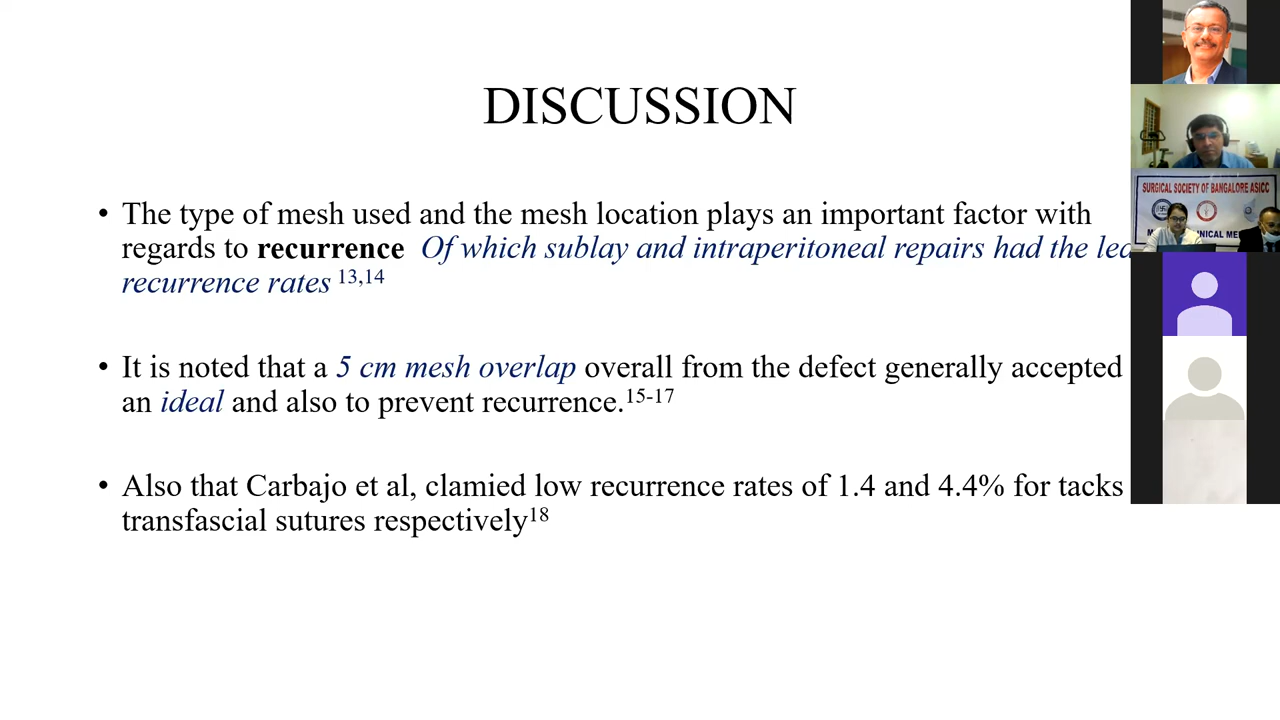 DISCUSSION
• The type of mesh used and the mesh location plays an important factor with
regards to recurrence Of which sublay and intraperitoneal repairs had the
recurrence rates 13,14
• It is noted that a 5 cm mesh overlap overall from the defect generally accepted
an ideal and also to prevent recurrence.15-17
• Also that Carbajo et al, clamied low recurrence rates of 1.4 and 4.4% for tacks
transfascial sutures respectively18
SURGICAL SOCIETY OF BANGALORE ASICC